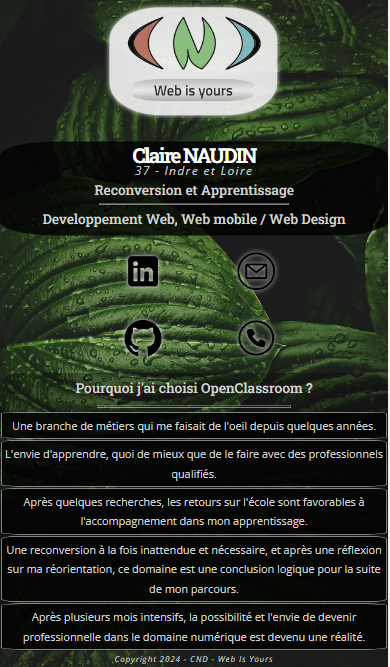 Web is yours
Claire NAUDIN
37 - Indre et Loire
Reconversion et Apprentissage
Developpement Web, Web mobile / Web Design
in
Pourquoi j'ai choisi OpenClassroom ?
Une branche de métiers qui me faisait de l'oeil depuis quelques années.
L'envie d'apprendre, quoi de mieux que de le faire avec des professionnels
qualifiés.
Après quelques recherches, les retours sur l'école sont favorables à
l'accompagnement dans mon apprentissage.
Une reconversion à la fois inattendue et nécessaire, et après une réflexion
sur ma réorientation, ce domaine est une conclusion logique pour la suite
de mon parcours.
Après plusieurs mois intensifs, la possibilité et l'envie de devenir
professionnelle dans le domaine numérique est devenu une réalité.
Copyright 2024 - CND - Web Is Yours